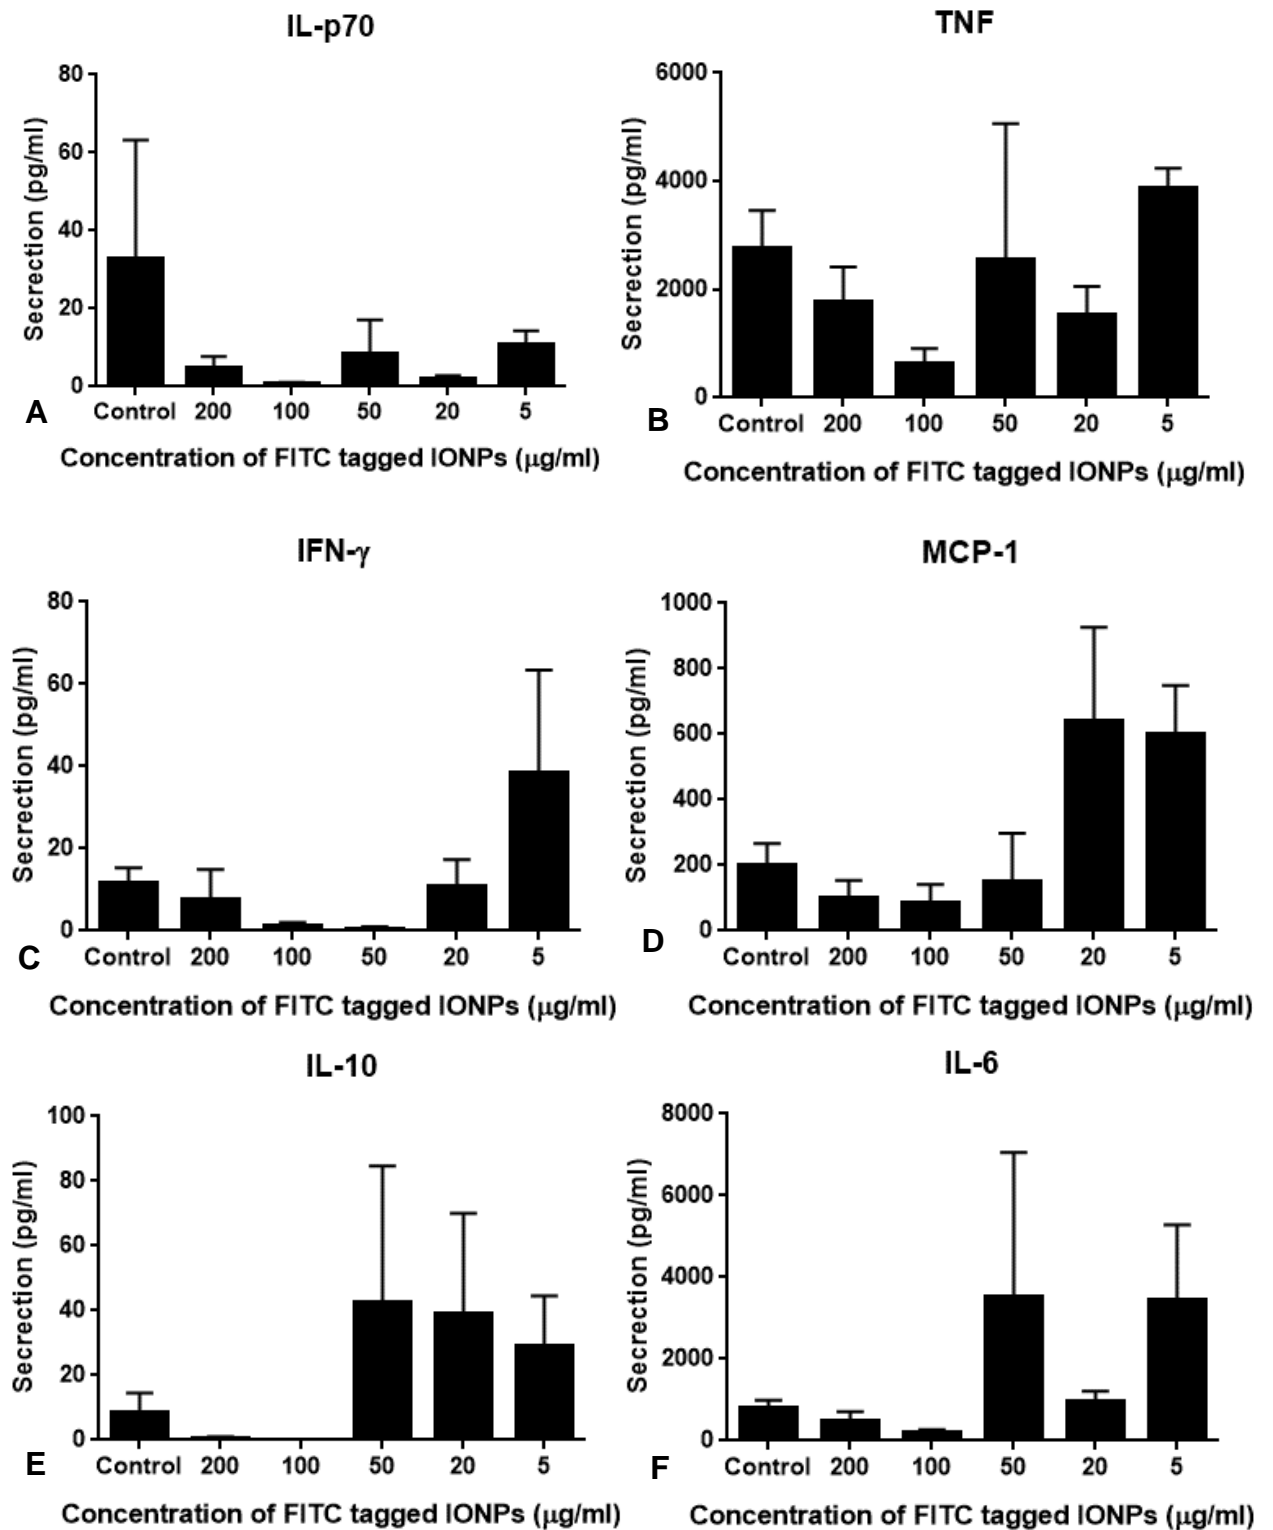 IL-p70
80
60
40
20
0
Secrection (pg/ml)
Control 200 100 50 20 5
A
Concentration of FITC tagged IONPs (μg/ml)
TNF
6000
4000
2000
0
Secrection (pg/ml)
Control 200 100 50 20 5
B
Concentration of FITC tagged IONPs (μg/ml)
IFN-γ
80
60
40
20
0
Secrection (pg/ml)
Control 200 100 50 20 5
C
Concentration of FITC tagged IONPs (μg/ml)
MCP-1
1000
800
600
400
200
0
Secrection (pg/ml)
Control 200 100 50 20 5
D
Concentration of FITC tagged IONPs (μg/ml)
IL-10
100
80
60
40
20
0
Secrection (pg/ml)
Control 200 100 50 20 5
E
Concentration of FITC tagged IONPs (μg/ml)
IL-6
8000
6000
4000
2000
0
Secrection (pg/ml)
Control 200 100 50 20 5
F
Concentration of FITC tagged IONPs (μg/ml)